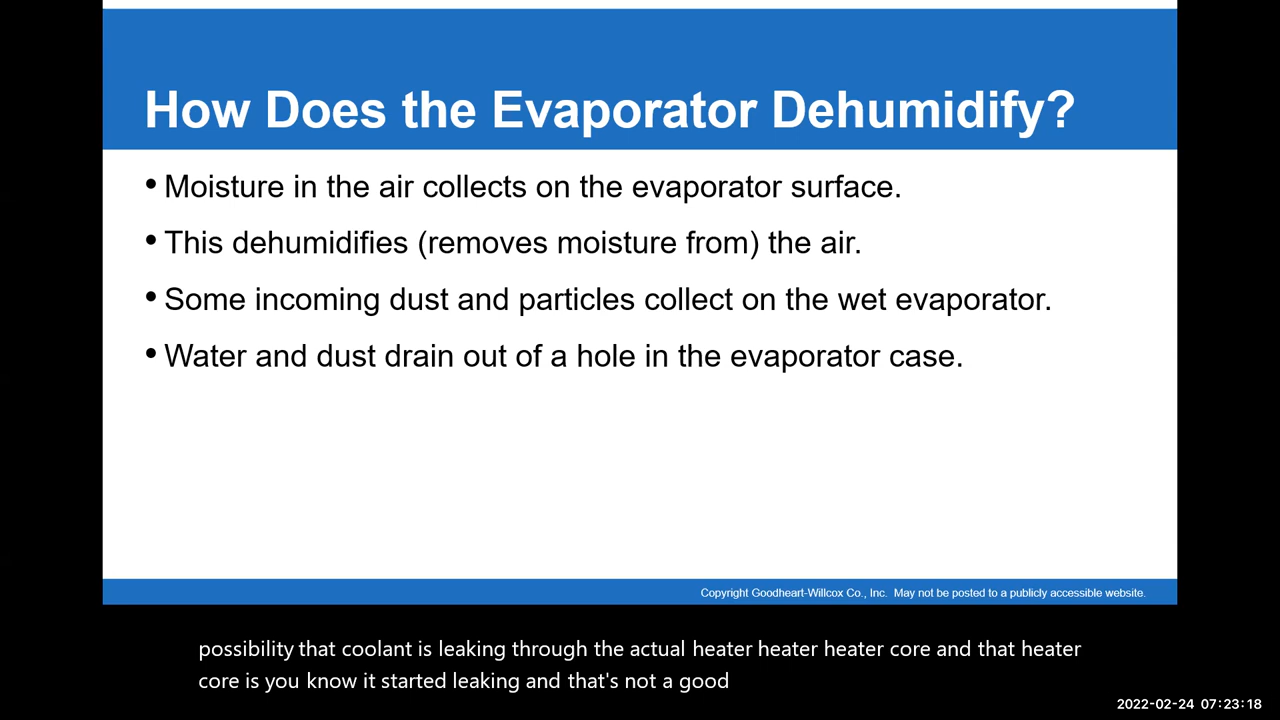 How Does the Evaporator Dehumidify?
• Moisture in the air collects on the evaporator surface.
• This dehumidifies (removes moisture from) the air.
• Some incoming dust and particles collect on the wet evaporator.
• Water and dust drain out of a hole in the evaporator case.
Copyright Goodheart-Willcox Co., Inc.  May not be posted to a publicly accessible website.
possibility that coolant is leaking through the actual heater heater heater core and that heater
core is you know it started leaking and that's not a good
2022-02-24 07:23:18